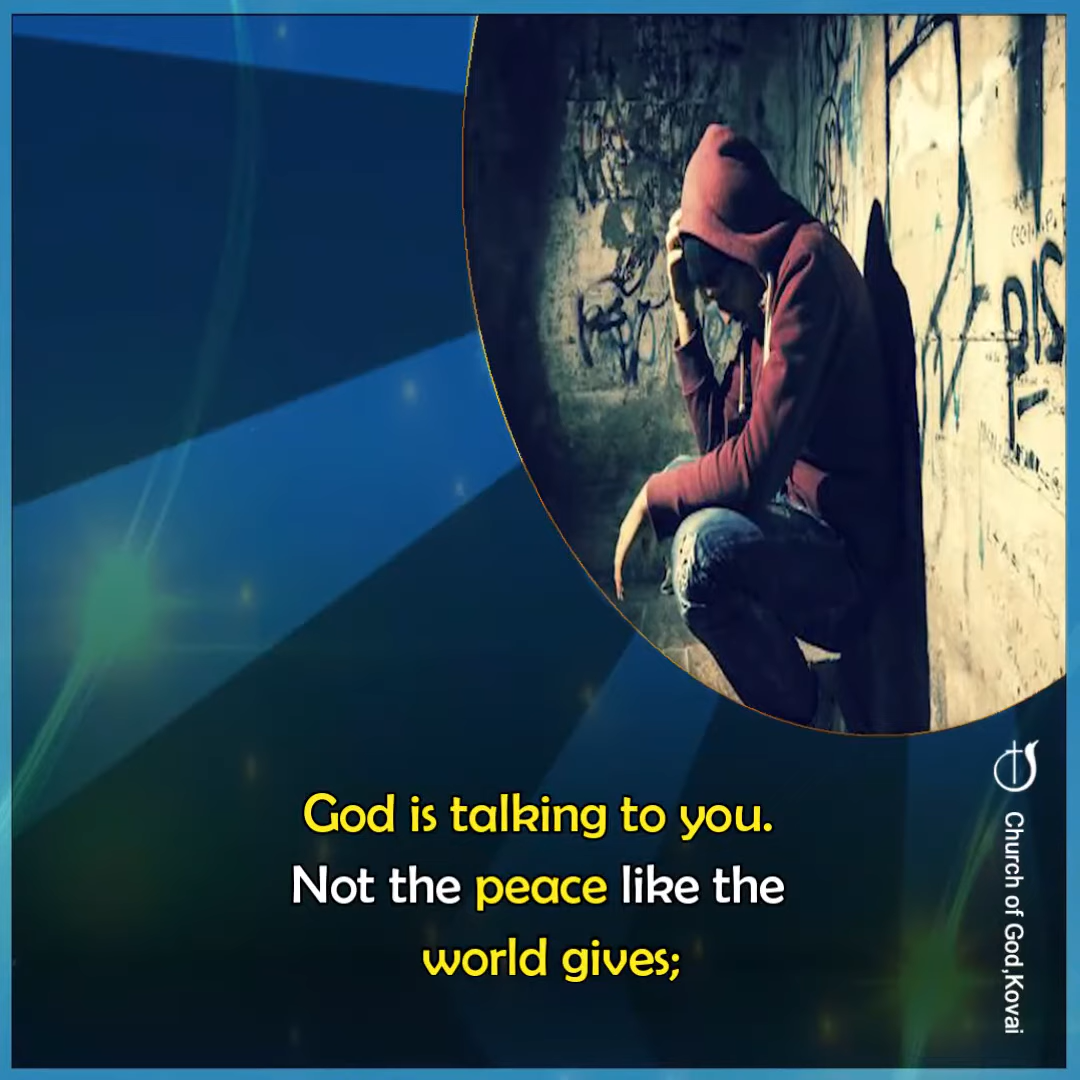 God is talking to you.
Not the peace like the
world gives;
Church of God,Kovai